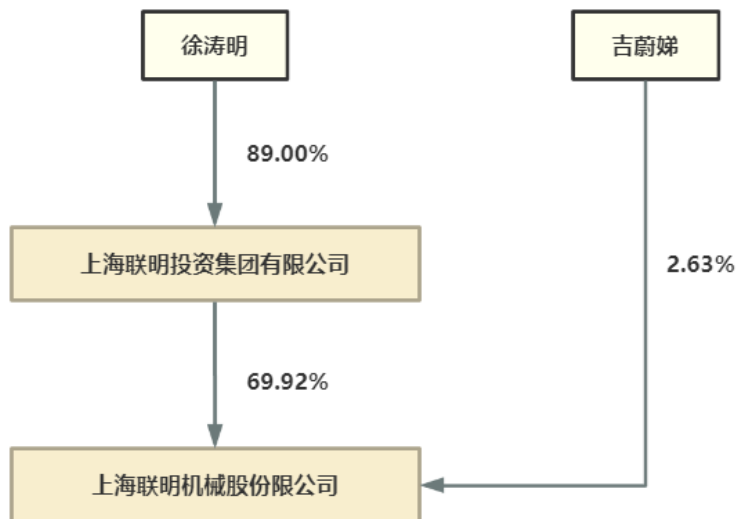 徐涛明
吉蔚娣
89.00%
上海联明投资集团有限公司
2.63%
69.92%
上海联明机械股份限公司